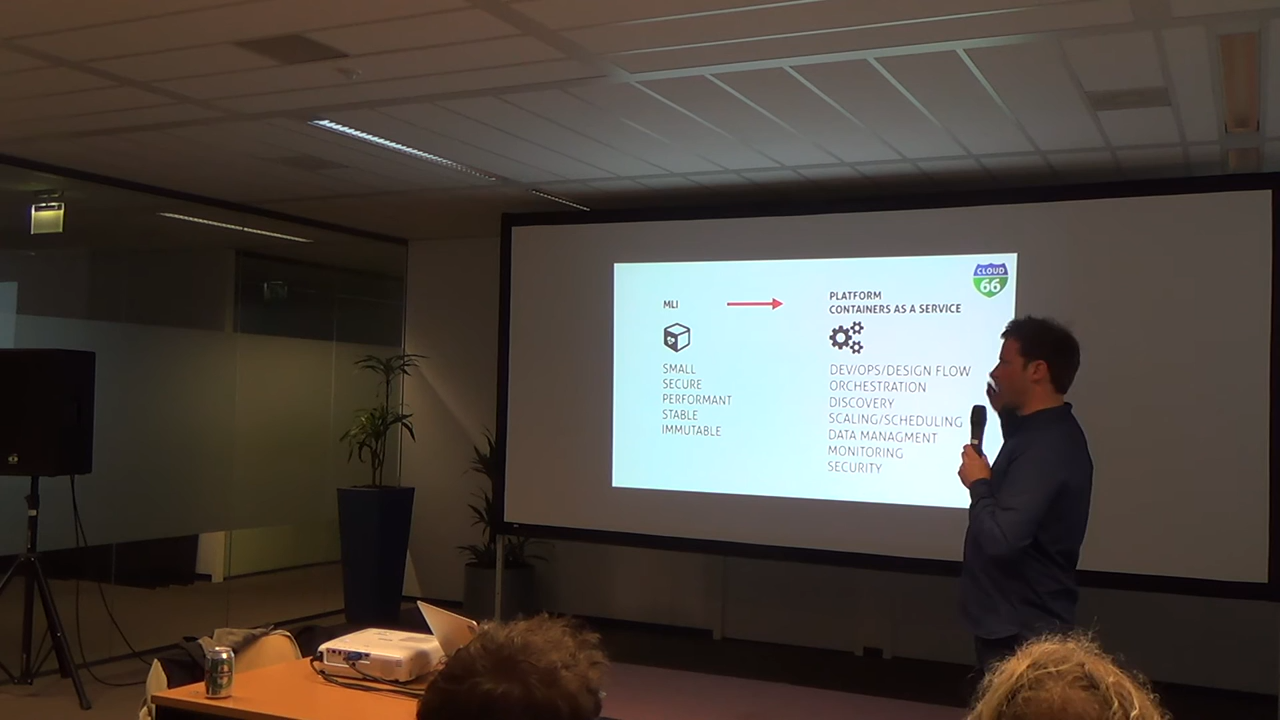 CLOUD
66
MLI
PLATFORM
CONTAINERS AS A SERVICE
SMALL
SECURE
PERFORMANT
STABLE
IMMUTABLE
DEV/OPS/DESIGN FLOW
ORCHESTRATION
DISCOVERY
SCALING/SCHEDULING
DATA MANAGMENT
MONITORING
SECURITY